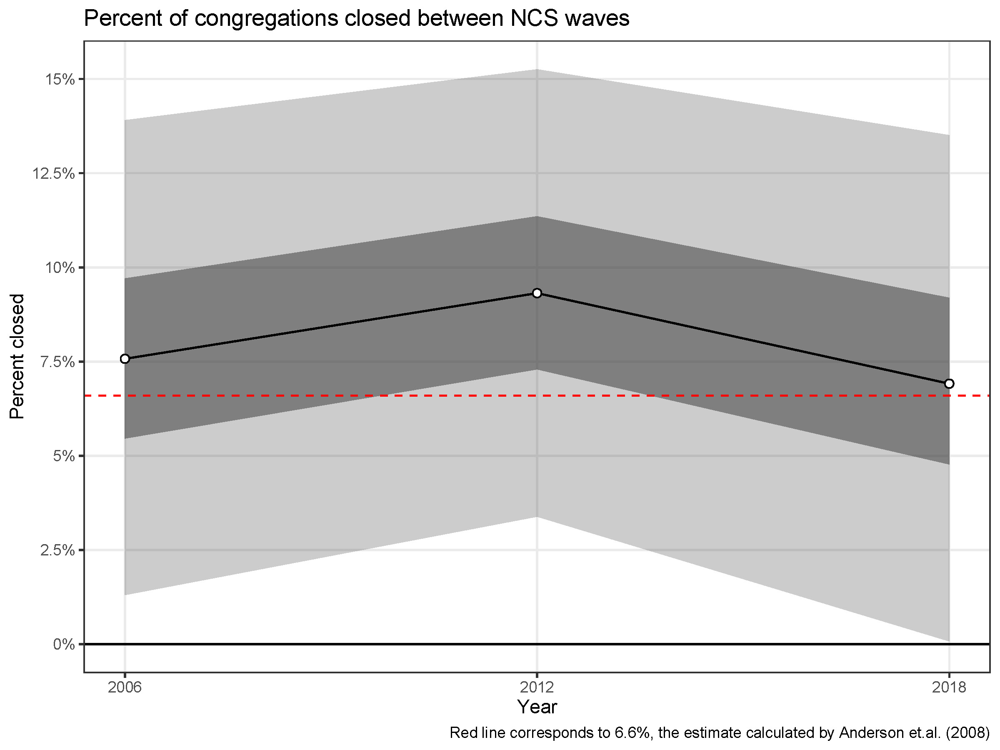 Percent of congregations closed between NCS waves
Percent closed
15%
12.5%
10%
7.5%
5%
2.5%
0%
2006
2012
2018
Year
Red line corresponds to 6.6%, the estimate calculated by Anderson et.al. (2008)